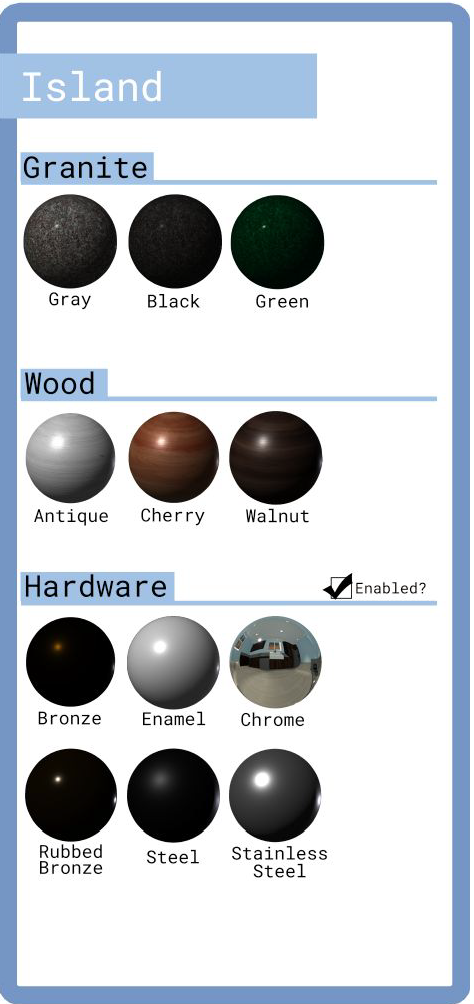 Island
Granite
Gray Black Green
Wood
Antique Cherry Walnut
Hardware Enabled?
Bronze Enamel Chrome
Rubbed
Bronze
Steel
Stainless
Steel